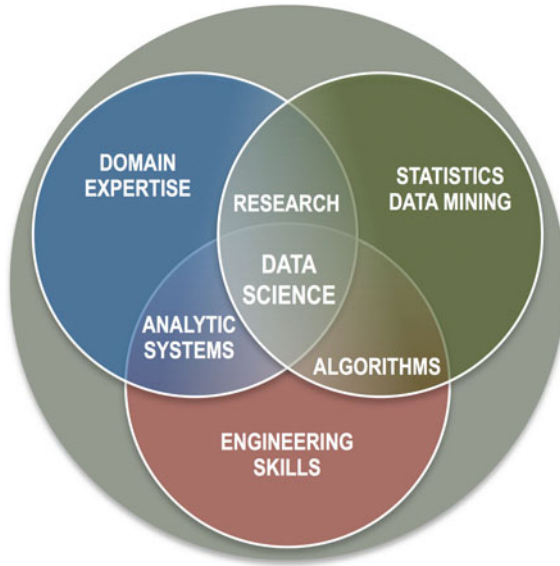 DOMAIN
EXPERTISE
STATISTICS
DATA MINING
RESEARCH
DATA
SCIENCE
ANALYTIC
SYSTEMS
ALGORITHMS
ENGINEERING
SKILLS